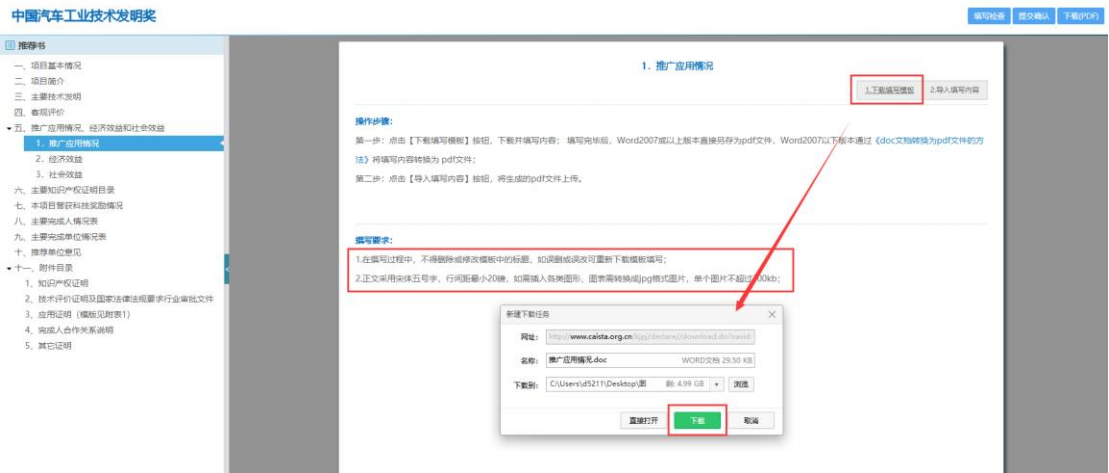 中国汽车工业技术发明奖
填写检查 提交确认 下载(PDF)
推荐书
一、项目基本情况
二、项目简介
三、主要技术发明
四、客观评价
五、推广应用情况、经济效益和社会效益
1、推广应用情况
2、经济效益
3、社会效益
六、主要知识产权证明目录
七、本项目曾获科技奖励情况
八、主要完成人情况表
九、主要完成单位情况表
十、推荐单位意见
十一、附件目录
1、知识产权证明
2、技术评价证明及国家法律法规要求行业审批文件
3、应用证明（模版见附表1）
4、完成人合作关系说明
5、其它证明
1．推广应用情况
1.下载填写模板 2.导入填写内容
操作步骤：
第一步：点击【下载填写模板】按钮，下载并填写内容； 填写完毕后，Word2007或以上版本直接另存为pdf文件，Word2007以下版本通过《doc文档转换为pdf文件的方
法》将填写内容转换为 pdf文件；
第二步：点击【导入填写内容】按钮，将生成的pdf文件上传。
撰写要求：
1.在撰写过程中，不得删除或修改模板中的标题，如误删或误改可重新下载模板填写；
2.正文采用宋体五号字，行间距最小20磅，如需插入各类图形，图表需转换成jpg格式图片，单个图片不超过 00kb；
新建下载任务
网址： http://www.caista.org.cn/kjpj/declare//download.do?navid
名称： 推广应用情况.doc WORD文档 29.50 KB
下载到： C:\Users\d5211\Desktop\图 剩: 4.99 GB 浏览
直接打开 下载 取消